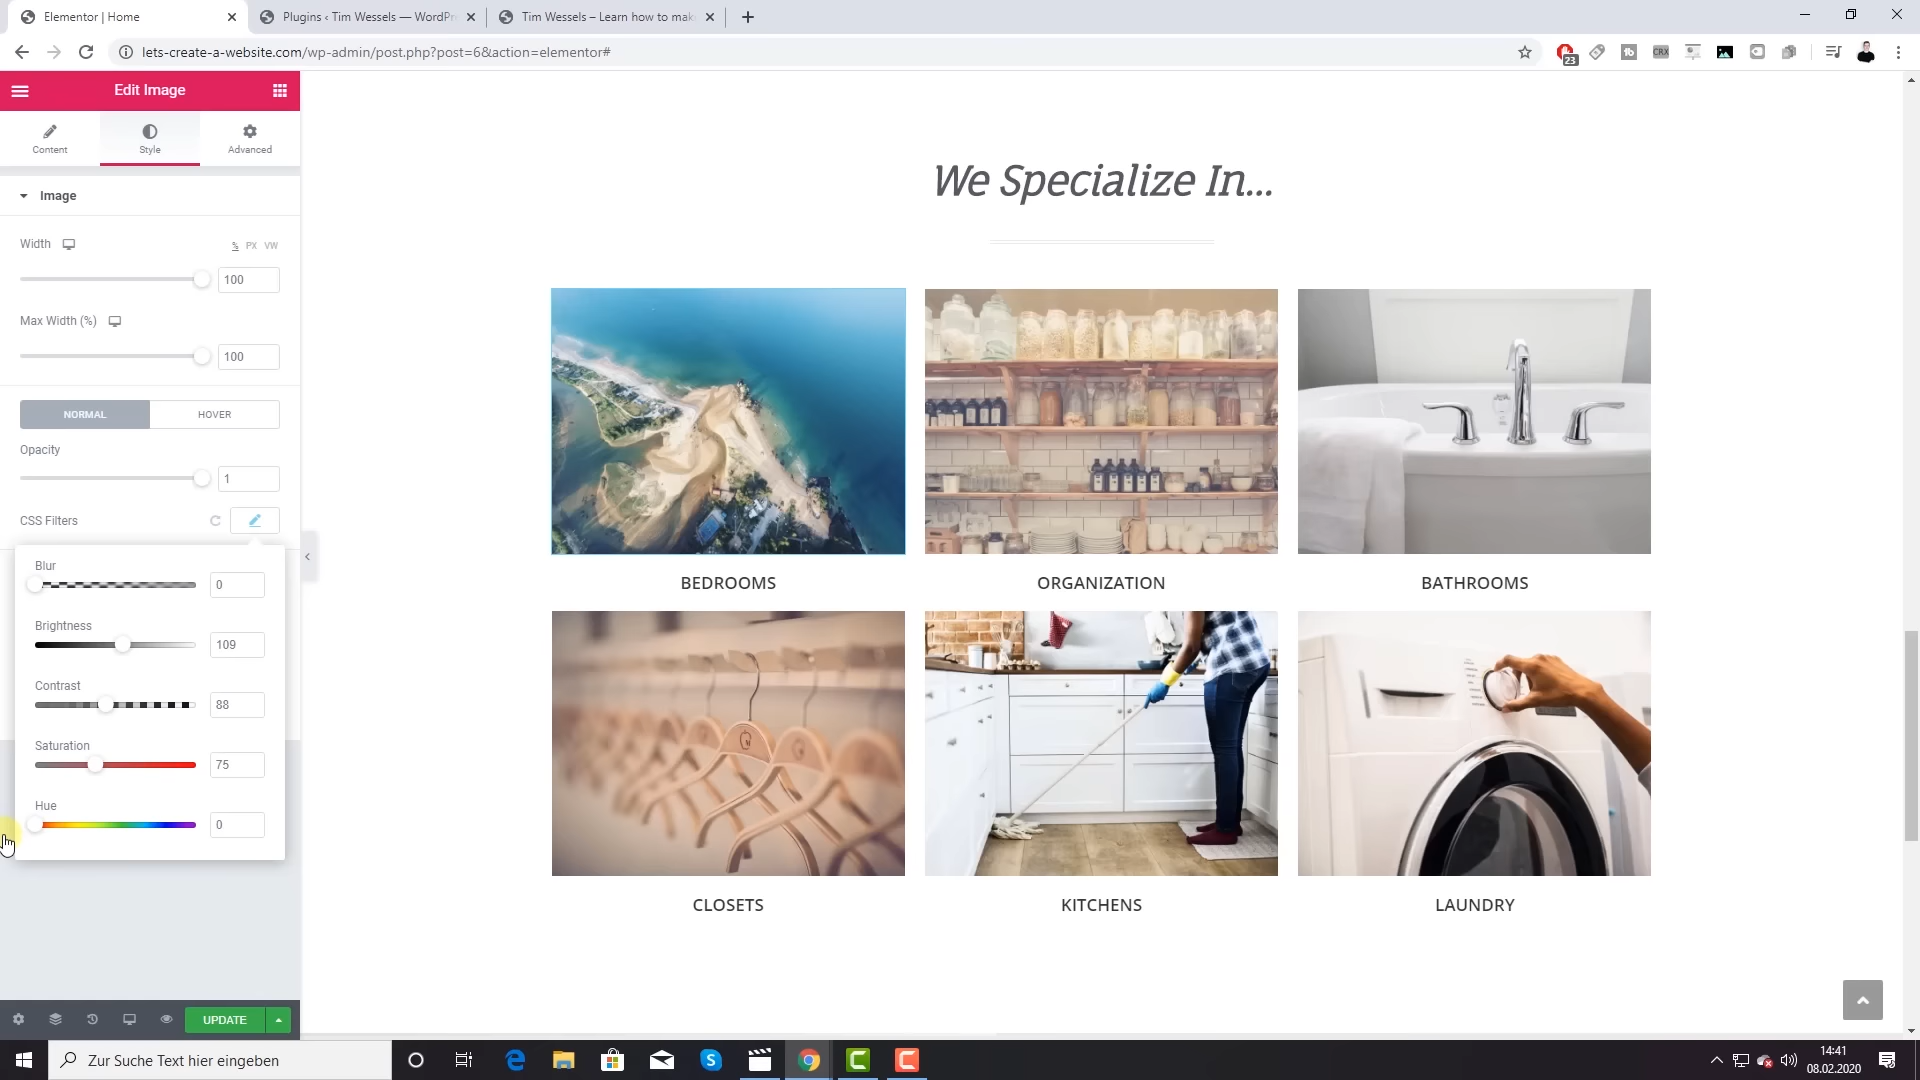 Elementor | Home
Plugins ‹ Tim Wessels — WordPr
Tim Wessels – Learn how to mak
lets-create-a-website.com/wp-admin/post.php?post=6&action=elementor#
23
CRX
Edit Image
Content
Style
Advanced
Image
Width
% PX VW
100
Max Width (%)
100
NORMAL
HOVER
Opacity
1
CSS Filters
Blur
0
Brightness
109
Contrast
88
Saturation
75
Hue
0
UPDATE
We Specialize In...
BEDROOMS
ORGANIZATION
BATHROOMS
CLOSETS
KITCHENS
LAUNDRY
Zur Suche Text hier eingeben
14:41
08.02.2020